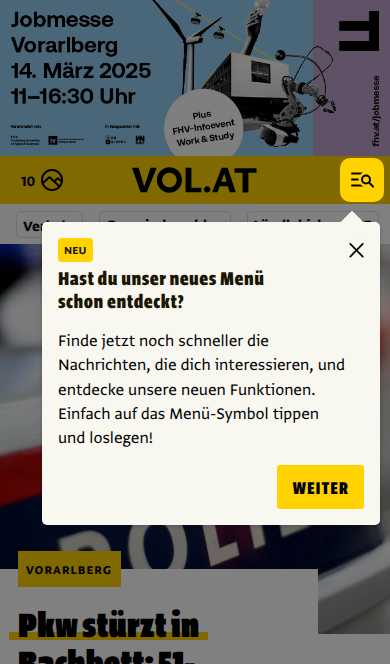 Jobmesse
Vorarlberg
14. März 2025
11–16:30 Uhr
Plus
FHV-Infoevent
Work & Study
fhv.at/jobmesse
10
VOL.AT
NEU
Hast du unser neues Menü
schon entdeckt?
Finde jetzt noch schneller die
Nachrichten, die dich interessieren, und
entdecke unsere neuen Funktionen.
Einfach auf das Menü-Symbol tippen
und loslegen!
WEITER
VORARLBERG
Pkw stürzt in
Bachbett: 51-